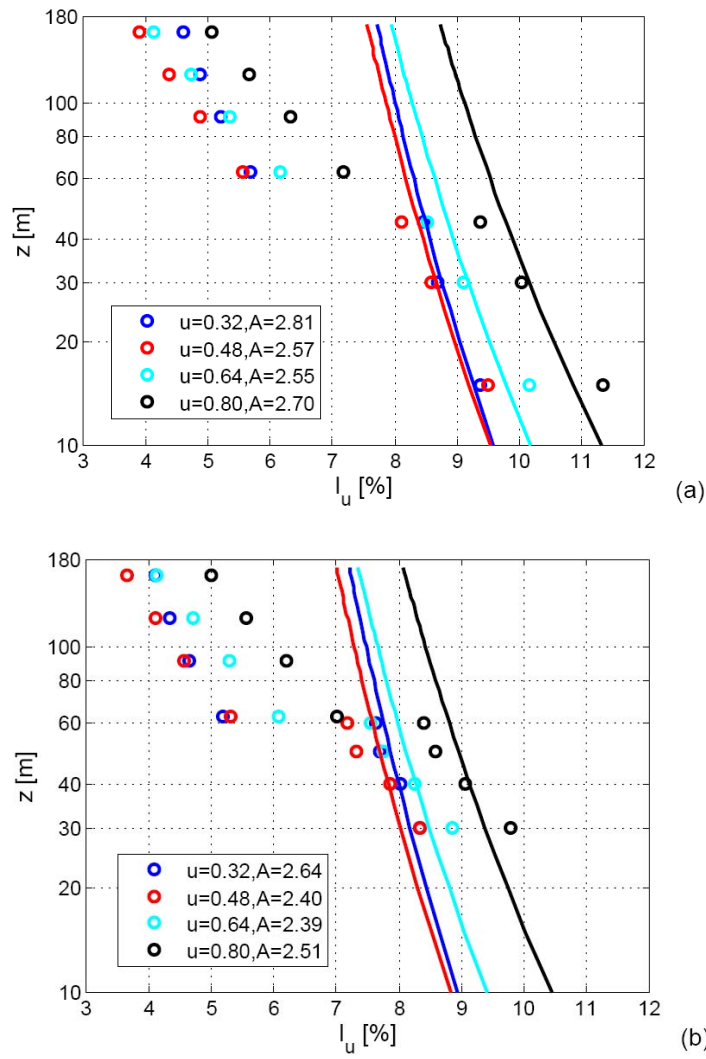 180
100
80
60
40
30
20
10
z [m]
u=0.32,A=2.81
u=0.48,A=2.57
u=0.64,A=2.55
u=0.80,A=2.70
3 4 5 6 7 8 9 10 11 12
I_u [%]
(a)
180
100
80
60
40
30
20
10
z [m]
u=0.32,A=2.64
u=0.48,A=2.40
u=0.64,A=2.39
u=0.80,A=2.51
3 4 5 6 7 8 9 10 11 12
I_u [%]
(b)